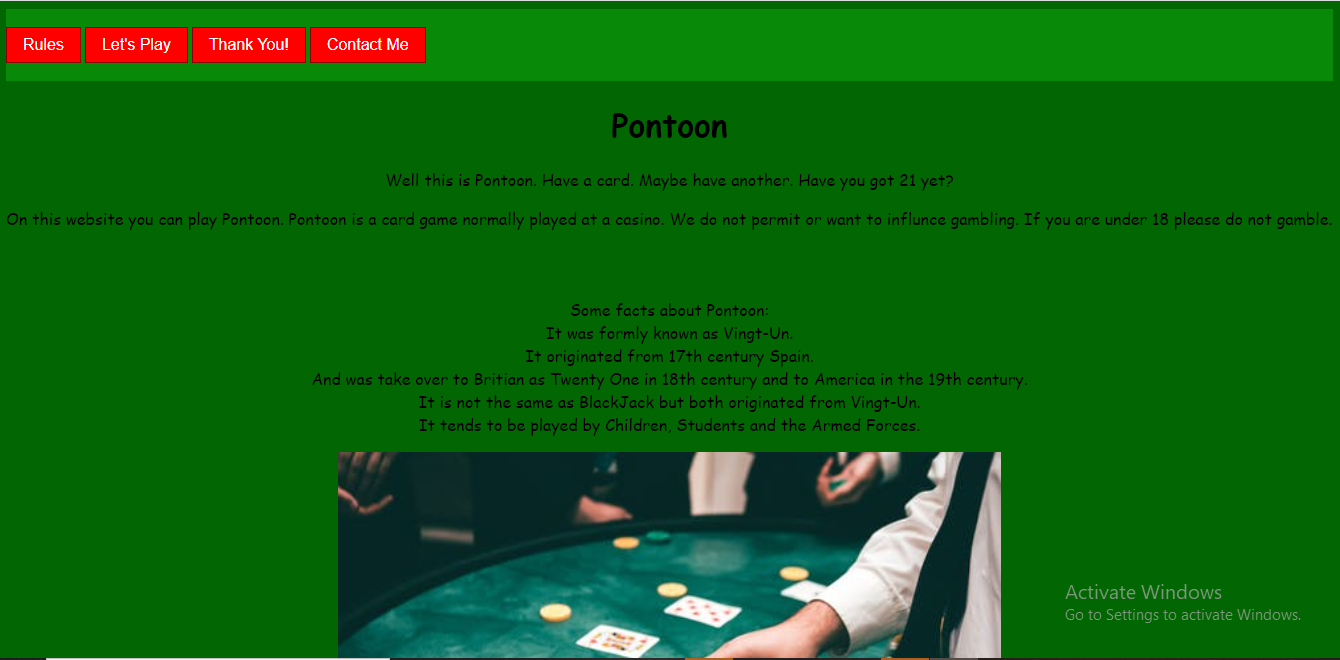 Rules Let's Play Thank You! Contact Me
Pontoon
Well this is Pontoon. Have a card. Maybe have another. Have you got 21 yet?
On this website you can play Pontoon. Pontoon is a card game normally played at a casino. We do not permit or want to influnce gambling. If you are under 18 please do not gamble.
Some facts about Pontoon:
It was formly known as Vingt-Un.
It originated from 17th century Spain.
And was take over to Britian as Twenty One in 18th century and to America in the 19th century.
It is not the same as BlackJack but both originated from Vingt-Un.
It tends to be played by Children, Students and the Armed Forces.
Activate Windows
Go to Settings to activate Windows.